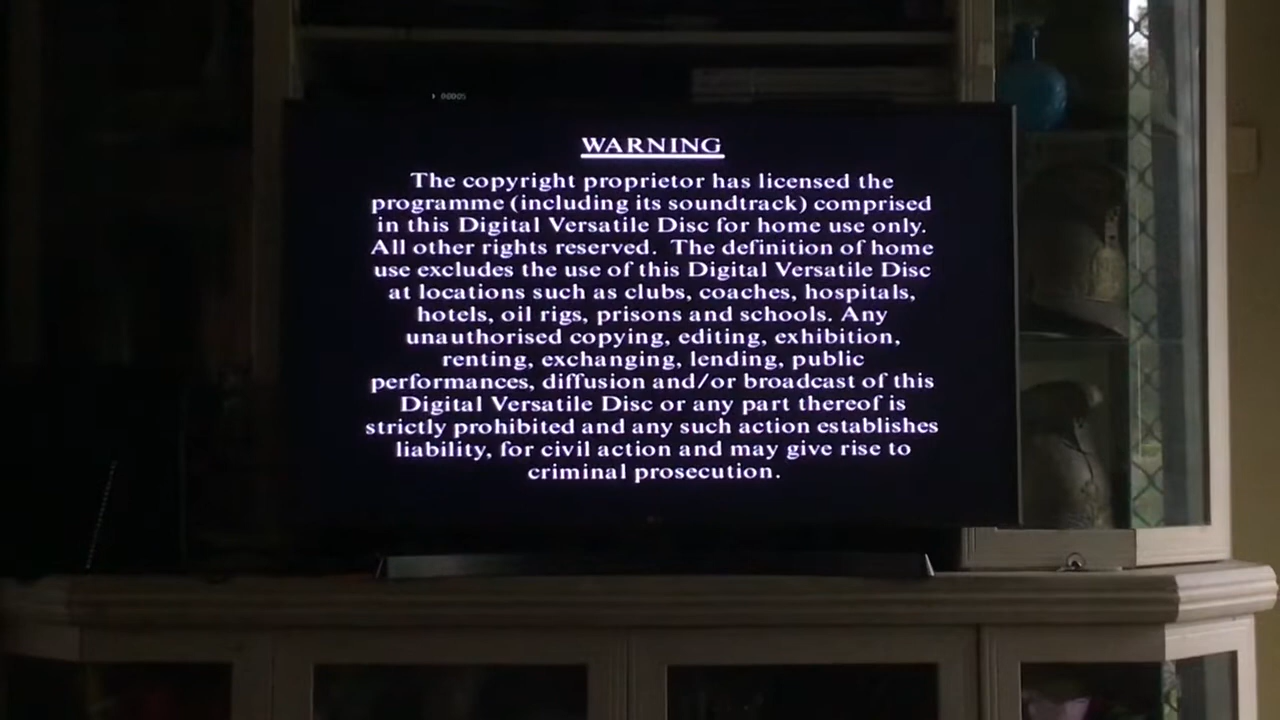 00005
WARNING
The copyright proprietor has licensed the
programme (including its soundtrack) comprised
in this Digital Versatile Disc for home use only.
All other rights reserved. The definition of home
use excludes the use of this Digital Versatile Disc
at locations such as clubs, coaches, hospitals,
hotels, oil rigs, prisons and schools. Any
unauthorised copying, editing, exhibition,
renting, exchanging, lending, public
performances, diffusion and/or broadcast of this
Digital Versatile Disc or any part thereof is
strictly prohibited and any such action establishes
liability, for civil action and may give rise to
criminal prosecution.